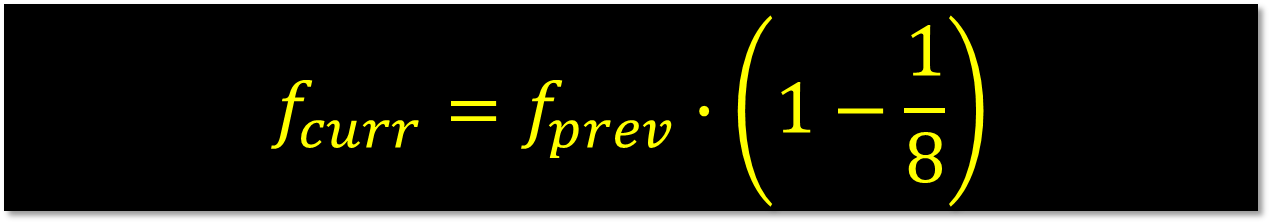 f_curr = f_prev · (1 − 1/8)